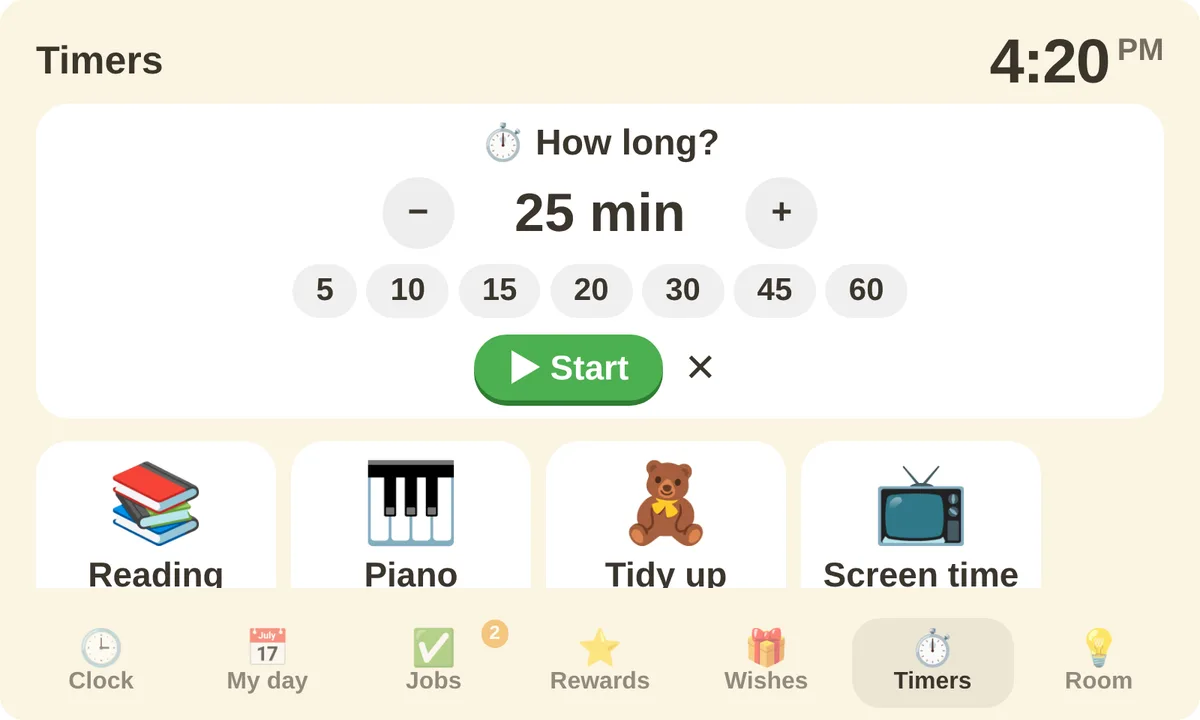 Timers
4:20 PM
How long?
− 25 min +
5 10 15 20 30 45 60
Start ✕
Reading Piano Tidy up Screen time
July
17
2
Clock My day Jobs Rewards Wishes Timers Room